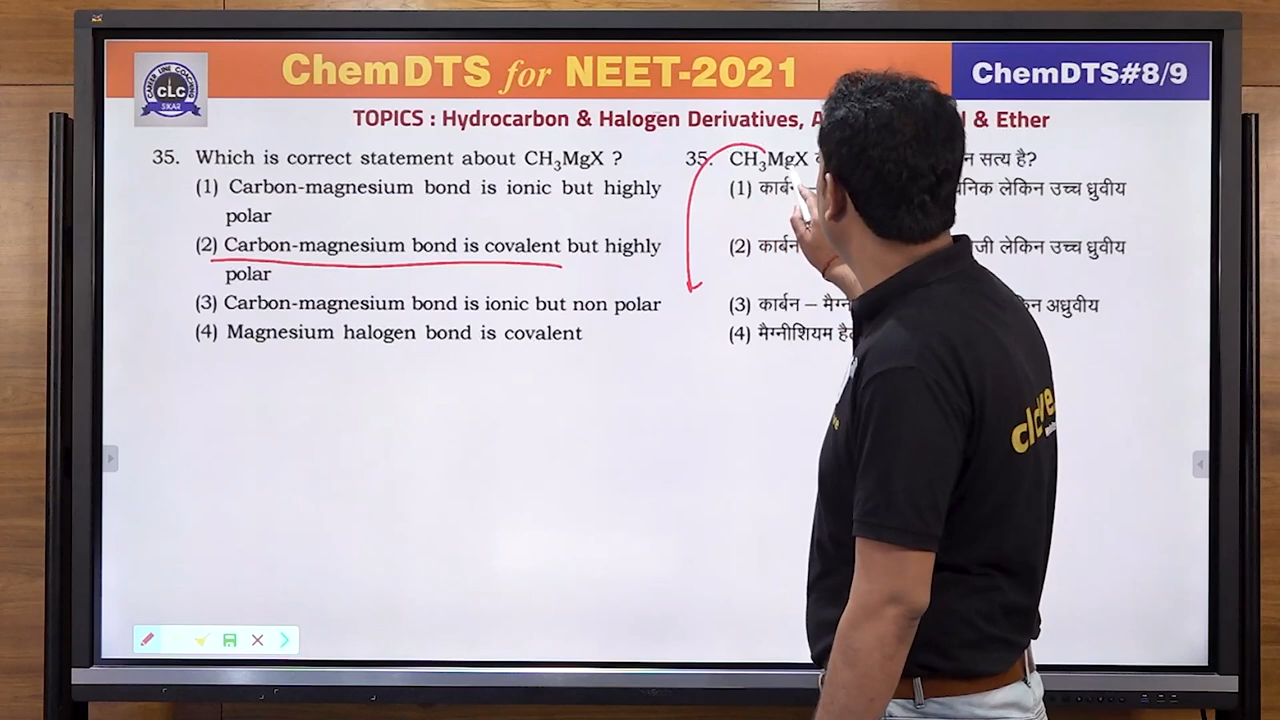 ChemDTS for NEET-2021
ChemDTS#8/9
CAREER LINE COACHING
CLC
SIKAR
TOPICS : Hydrocarbon & Halogen Derivatives, & Ether
35. Which is correct statement about CH₃MgX ?
(1) Carbon-magnesium bond is ionic but highly
polar
(2) Carbon-magnesium bond is covalent but highly
polar
(3) Carbon-magnesium bond is ionic but non polar
(4) Magnesium halogen bond is covalent
35. CH₃MgX सत्य है?
(1) लेकिन उच्च ध्रुवीय
(2) लेकिन उच्च ध्रुवीय
(3) कार्बन – अध्रुवीय
(4) मैग्नीशियम